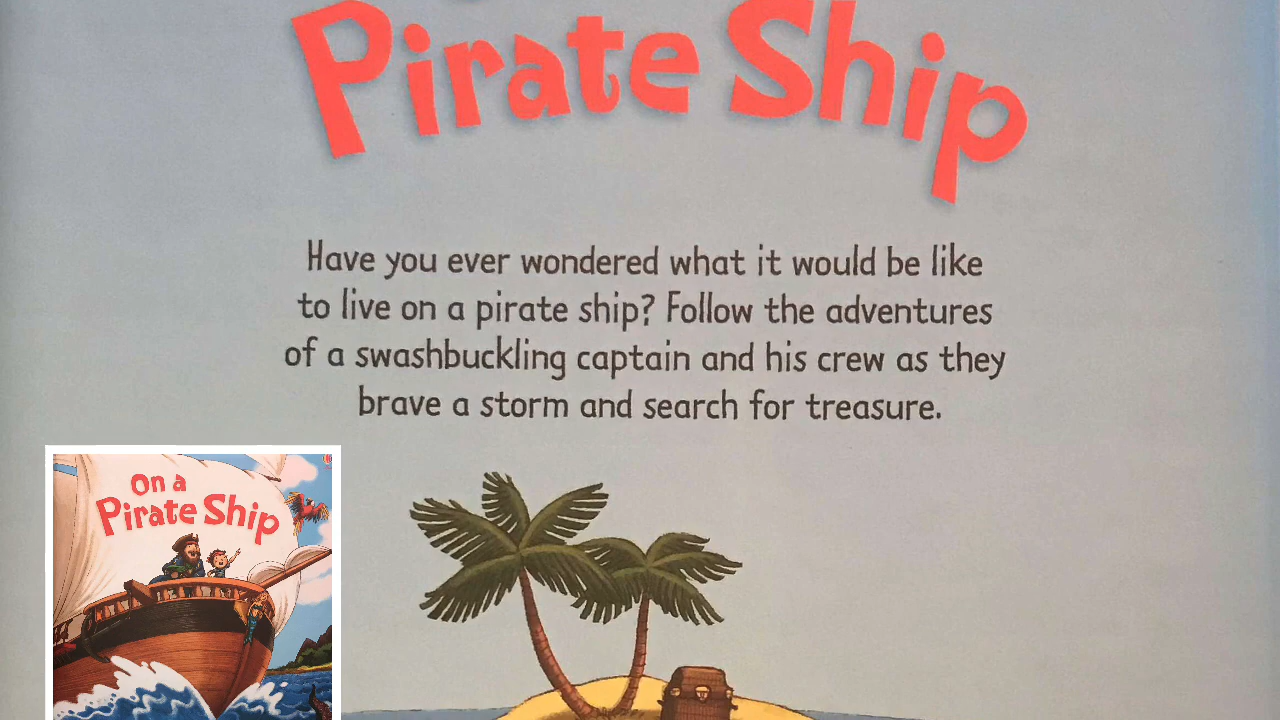 Pirate Ship
Have you ever wondered what it would be like
to live on a pirate ship? Follow the adventures
of a swashbuckling captain and his crew as they
brave a storm and search for treasure.
On a
Pirate Ship